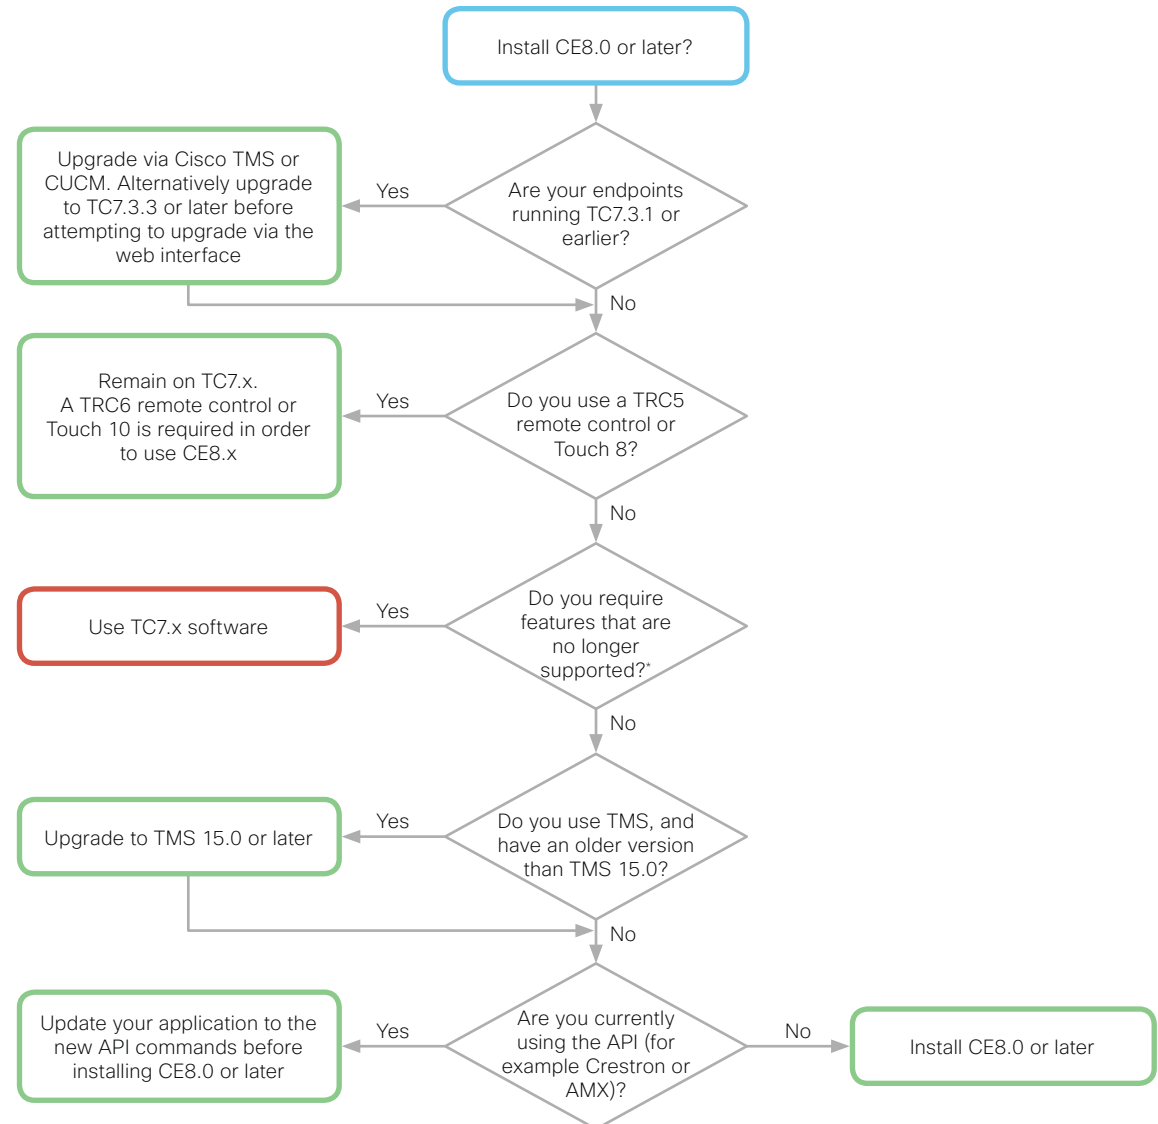 Install CE8.0 or later?
Upgrade via Cisco TMS or
CUCM. Alternatively upgrade
to TC7.3.3 or later before
attempting to upgrade via the
web interface
Yes
Are your endpoints
running TC7.3.1 or
earlier?
No
Remain on TC7.x.
A TRC6 remote control or
Touch 10 is required in order
to use CE8.x
Yes
Do you use a TRC5
remote control or
Touch 8?
No
Use TC7.x software
Yes
Do you require
features that are
no longer
supported?*
No
Upgrade to TMS 15.0 or later
Yes
Do you use TMS, and
have an older version
than TMS 15.0?
No
Update your application to the
new API commands before
installing CE8.0 or later
Yes
Are you currently
using the API (for
example Crestron or
AMX)?
No
Install CE8.0 or later